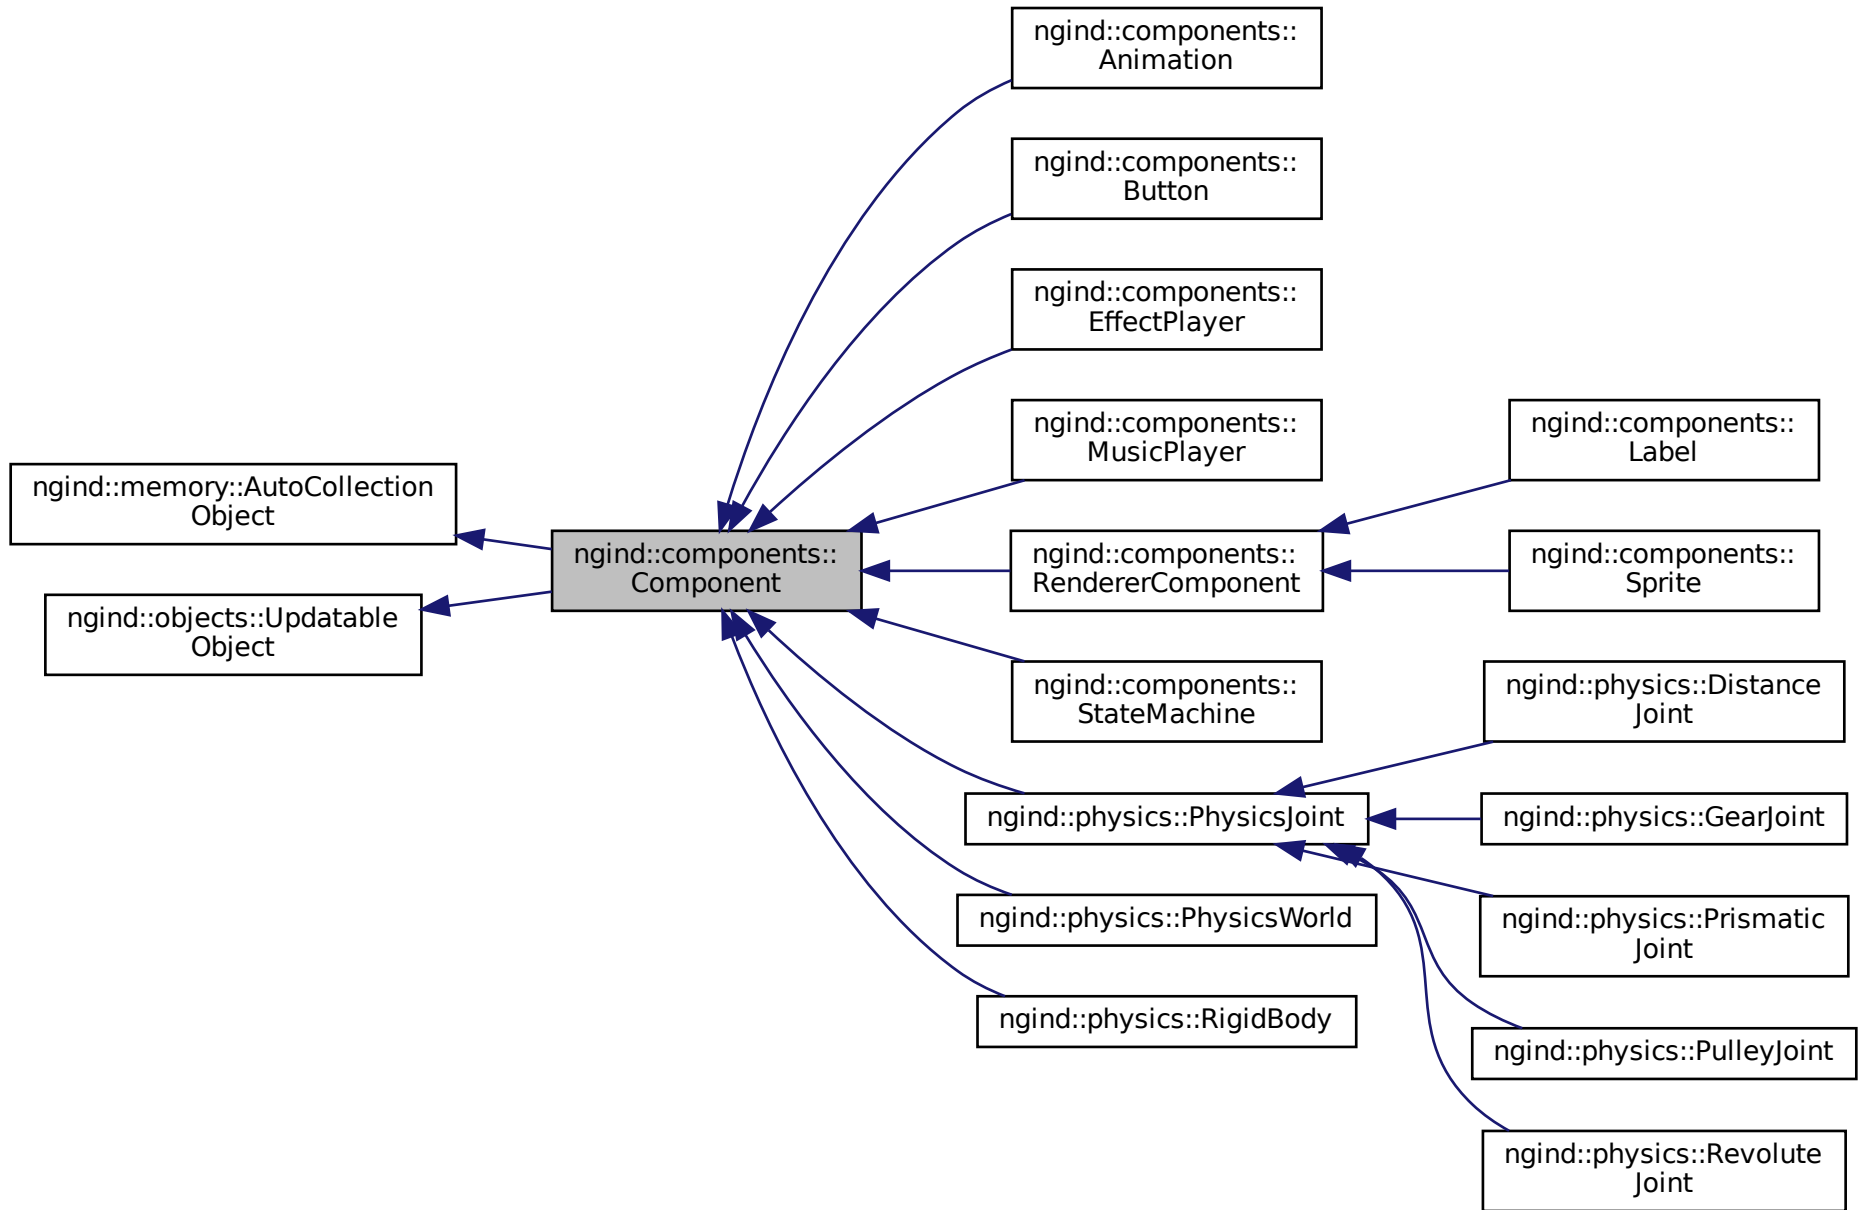 ngind::memory::AutoCollection
Object
ngind::objects::Updatable
Object
ngind::components::
Component
ngind::components::
Animation
ngind::components::
Button
ngind::components::
EffectPlayer
ngind::components::
MusicPlayer
ngind::components::
RendererComponent
ngind::components::
StateMachine
ngind::physics::PhysicsJoint
ngind::physics::PhysicsWorld
ngind::physics::RigidBody
ngind::components::
Label
ngind::components::
Sprite
ngind::physics::Distance
Joint
ngind::physics::GearJoint
ngind::physics::Prismatic
Joint
ngind::physics::PulleyJoint
ngind::physics::Revolute
Joint